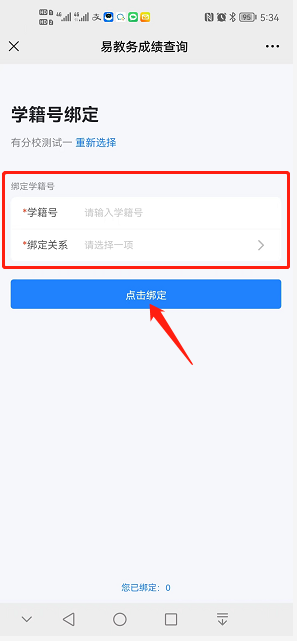 5:34
易教务成绩查询
学籍号绑定
有分校测试一 重新选择
绑定学籍号
*学籍号 请输入学籍号
*绑定关系 请选择一项
点击绑定
您已绑定：0